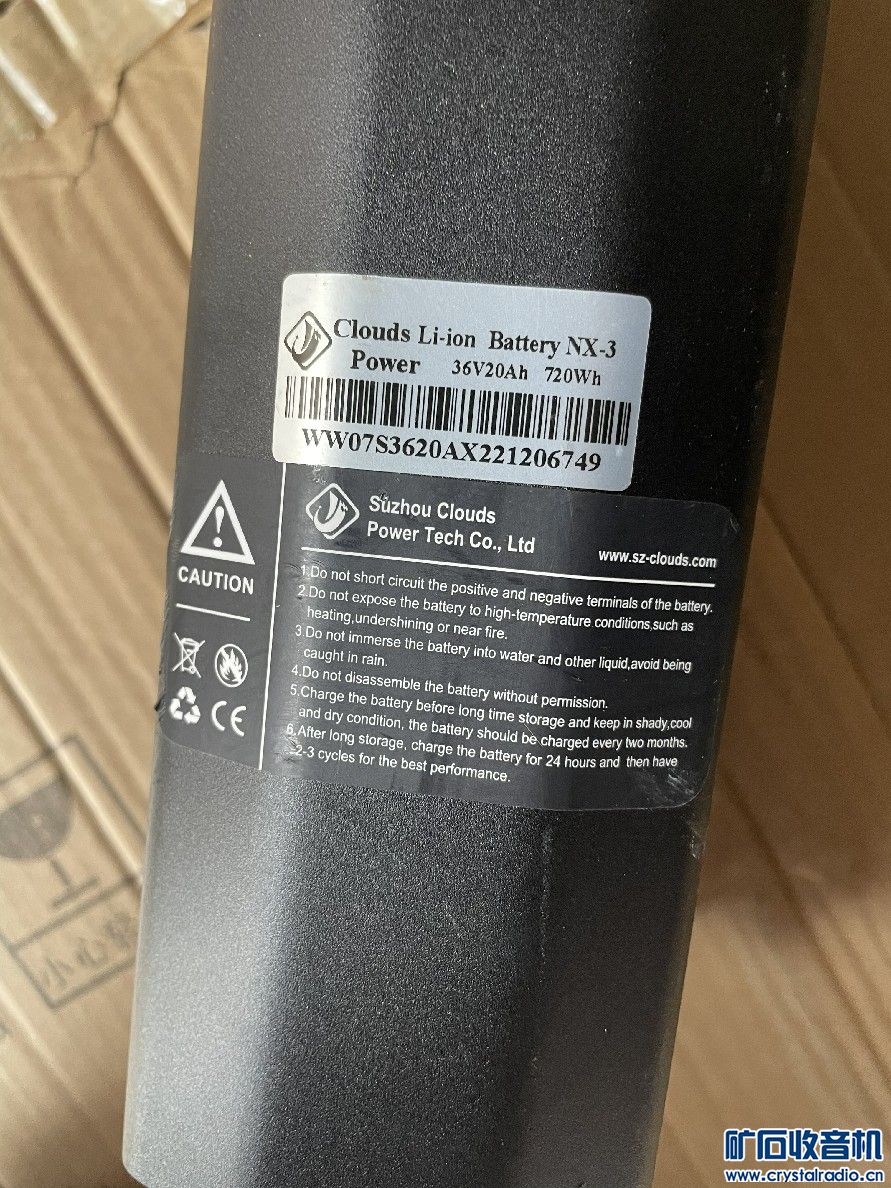 Clouds Li-ion Battery NX-3
Power 36V20Ah 720Wh
WW07S3620AX221206749
CAUTION
CE
Suzhou Clouds
Power Tech Co., Ltd
www.sz-clouds.com
1.Do not short circuit the positive and negative terminals of the battery.
2.Do not expose the battery to high-temperature conditions,such as
heating,undershining or near fire.
3.Do not immerse the battery into water and other liquid,avoid being
caught in rain.
4.Do not disassemble the battery without permission.
5.Charge the battery before long time storage and keep in shady,cool
and dry condition, the battery should be charged every two months.
6.After long storage, charge the battery for 24 hours and then have
2-3 cycles for the best performance.
小心
矿石收音机
www.crystalradio.cn